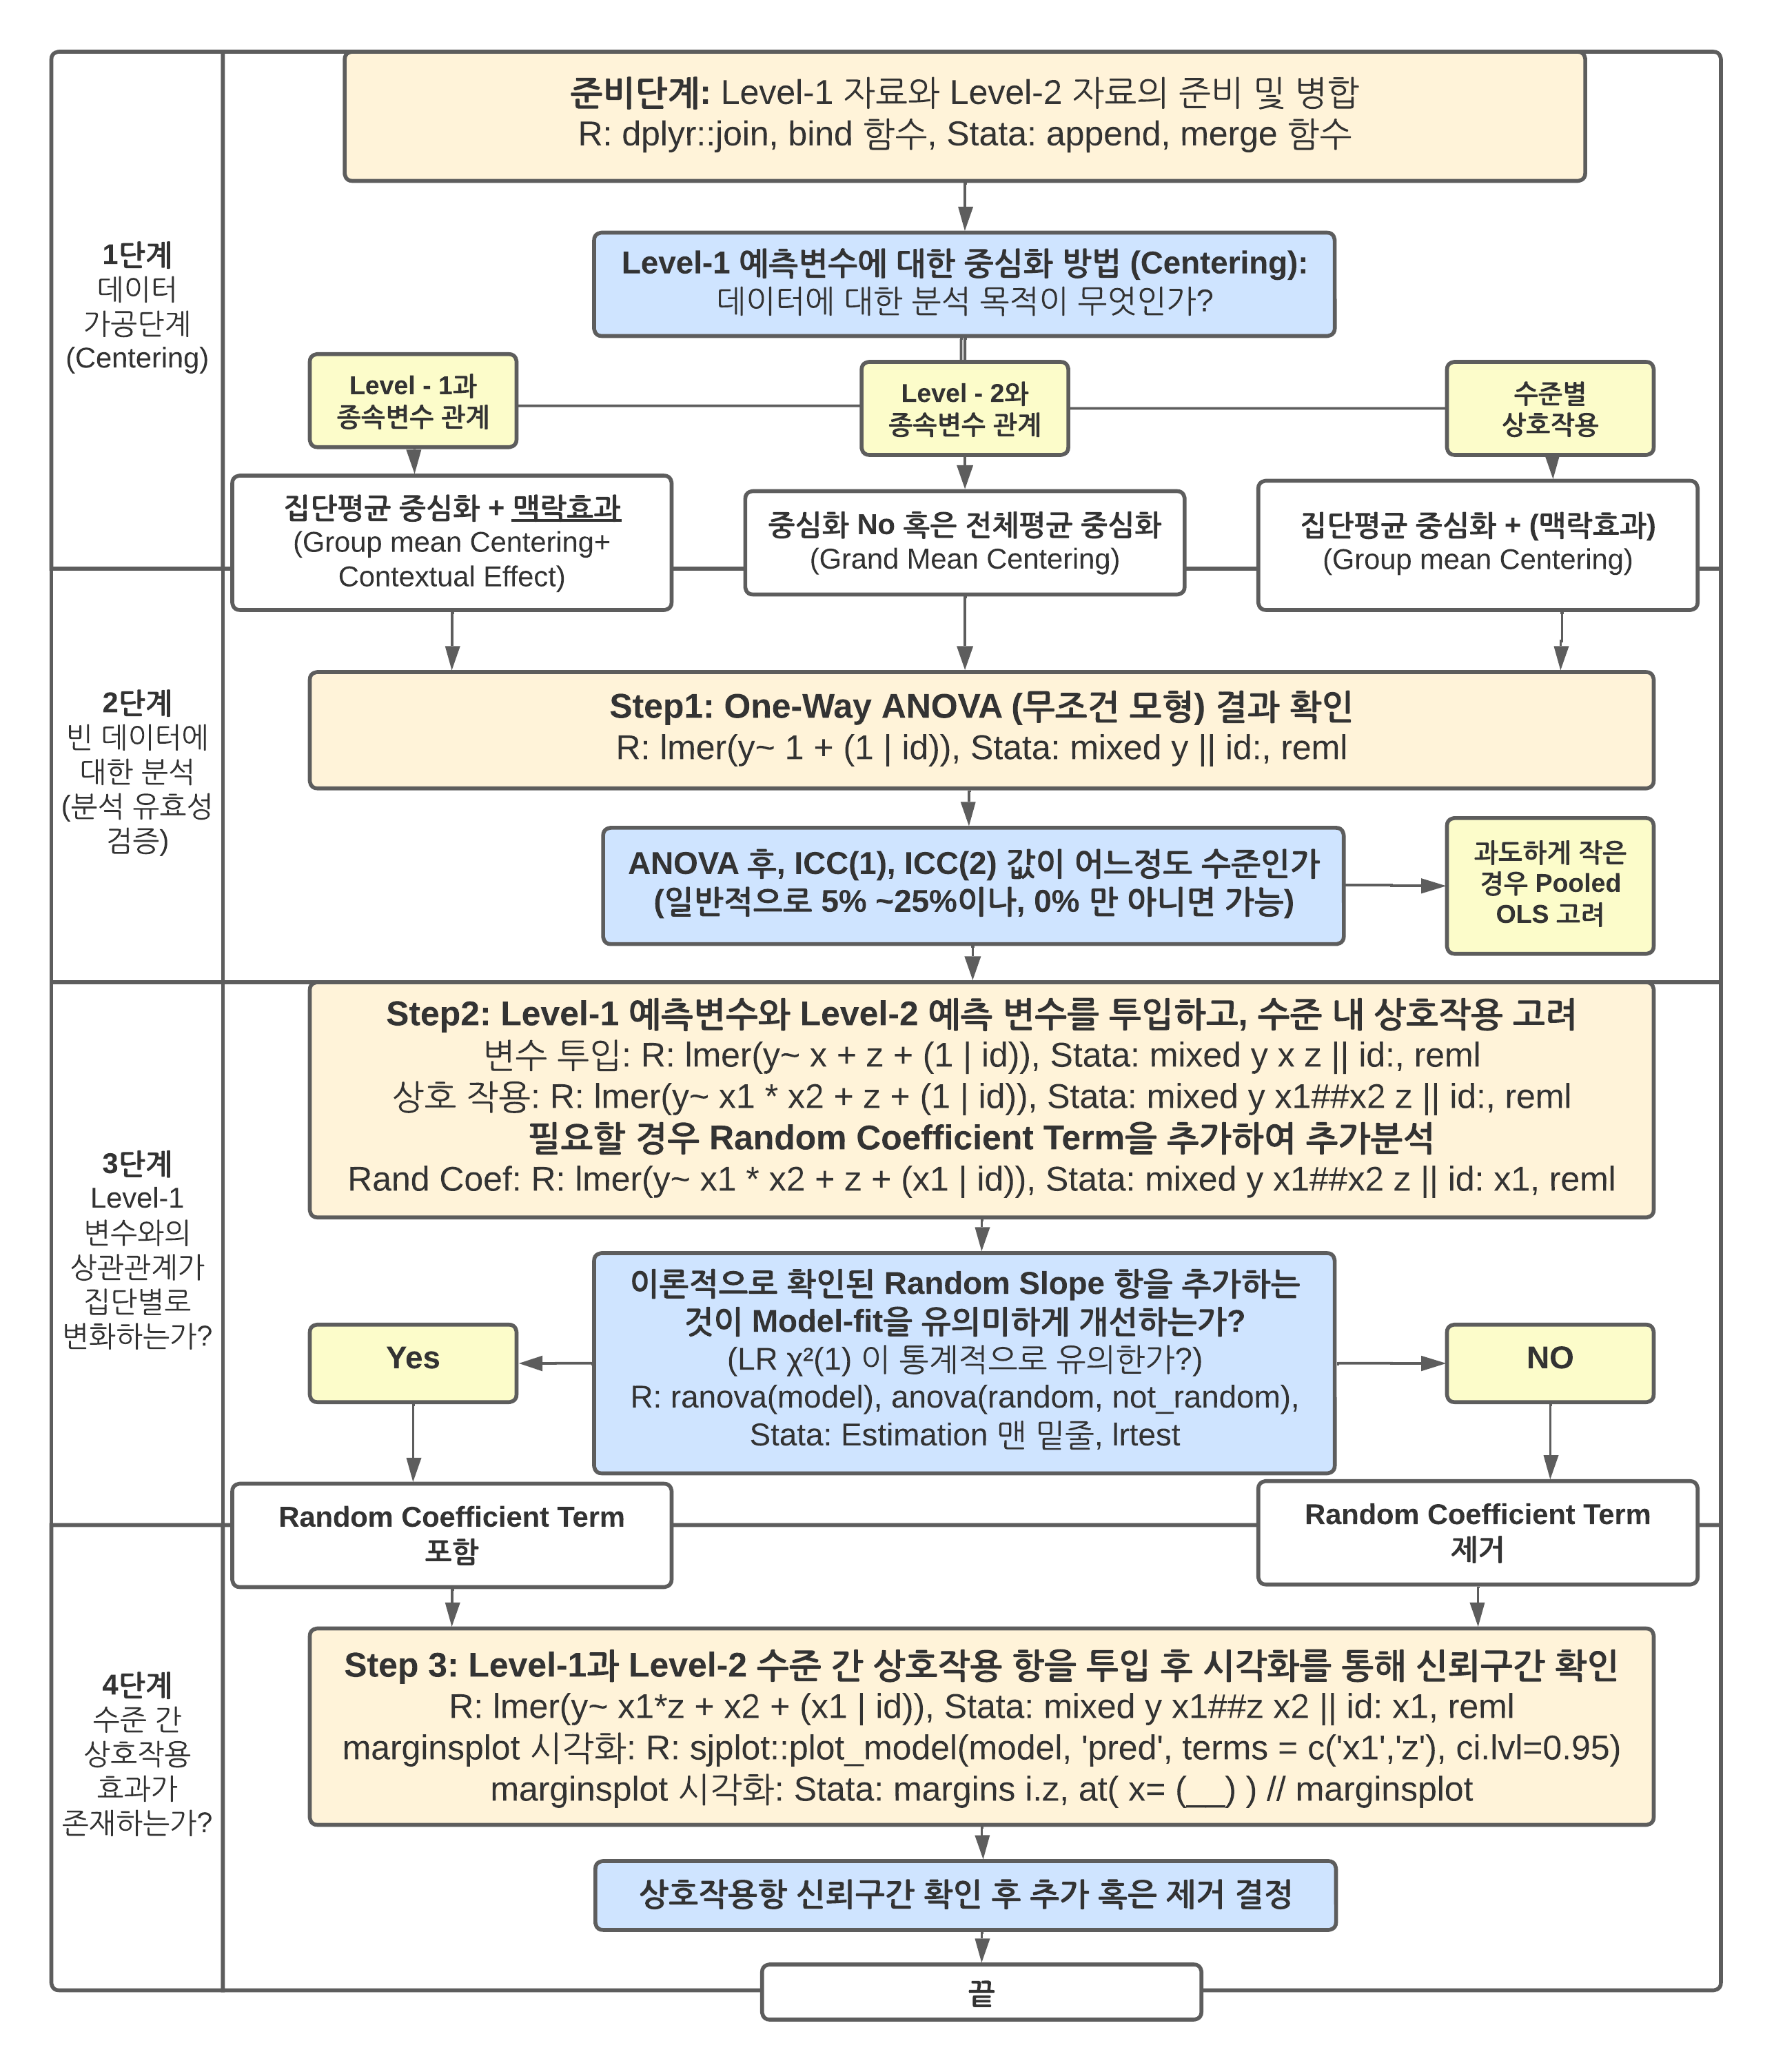 준비단계: Level-1 자료와 Level-2 자료의 준비 및 병합
R: dplyr::join, bind 함수, Stata: append, merge 함수
1단계
데이터
가공단계
(Centering)
Level-1 예측변수에 대한 중심화 방법 (Centering):
데이터에 대한 분석 목적이 무엇인가?
Level - 1과
종속변수 관계
Level - 2와
종속변수 관계
수준별
상호작용
집단평균 중심화 + 맥락효과
(Group mean Centering+
Contextual Effect)
중심화 No 혹은 전체평균 중심화
(Grand Mean Centering)
집단평균 중심화 + (맥락효과)
(Group mean Centering)
2단계
빈 데이터에
대한 분석
(분석 유효성
검증)
Step1: One-Way ANOVA (무조건 모형) 결과 확인
R: lmer(y~ 1 + (1 | id)), Stata: mixed y || id:, reml
ANOVA 후, ICC(1), ICC(2) 값이 어느정도 수준인가
(일반적으로 5% ~25%이나, 0% 만 아니면 가능)
과도하게 작은
경우 Pooled
OLS 고려
3단계
Level-1
변수와의
상관관계가
집단별로
변화하는가?
Step2: Level-1 예측변수와 Level-2 예측 변수를 투입하고, 수준 내 상호작용 고려
변수 투입: R: lmer(y~ x + z + (1 | id)), Stata: mixed y x z || id:, reml
상호 작용: R: lmer(y~ x1 * x2 + z + (1 | id)), Stata: mixed y x1##x2 z || id:, reml
필요할 경우 Random Coefficient Term을 추가하여 추가분석
Rand Coef: R: lmer(y~ x1 * x2 + z + (x1 | id)), Stata: mixed y x1##x2 z || id: x1, reml
이론적으로 확인된 Random Slope 항을 추가하는
것이 Model-fit을 유의미하게 개선하는가?
(LR χ²(1) 이 통계적으로 유의한가?)
R: ranova(model), anova(random, not_random),
Stata: Estimation 맨 밑줄, lrtest
Yes
NO
Random Coefficient Term
포함
Random Coefficient Term
제거
4단계
수준 간
상호작용
효과가
존재하는가?
Step 3: Level-1과 Level-2 수준 간 상호작용 항을 투입 후 시각화를 통해 신뢰구간 확인
R: lmer(y~ x1*z + x2 + (x1 | id)), Stata: mixed y x1##z x2 || id: x1, reml
marginsplot 시각화: R: sjplot::plot_model(model, 'pred', terms = c('x1','z'), ci.lvl=0.95)
marginsplot 시각화: Stata: margins i.z, at( x= (__) ) // marginsplot
상호작용항 신뢰구간 확인 후 추가 혹은 제거 결정
끝